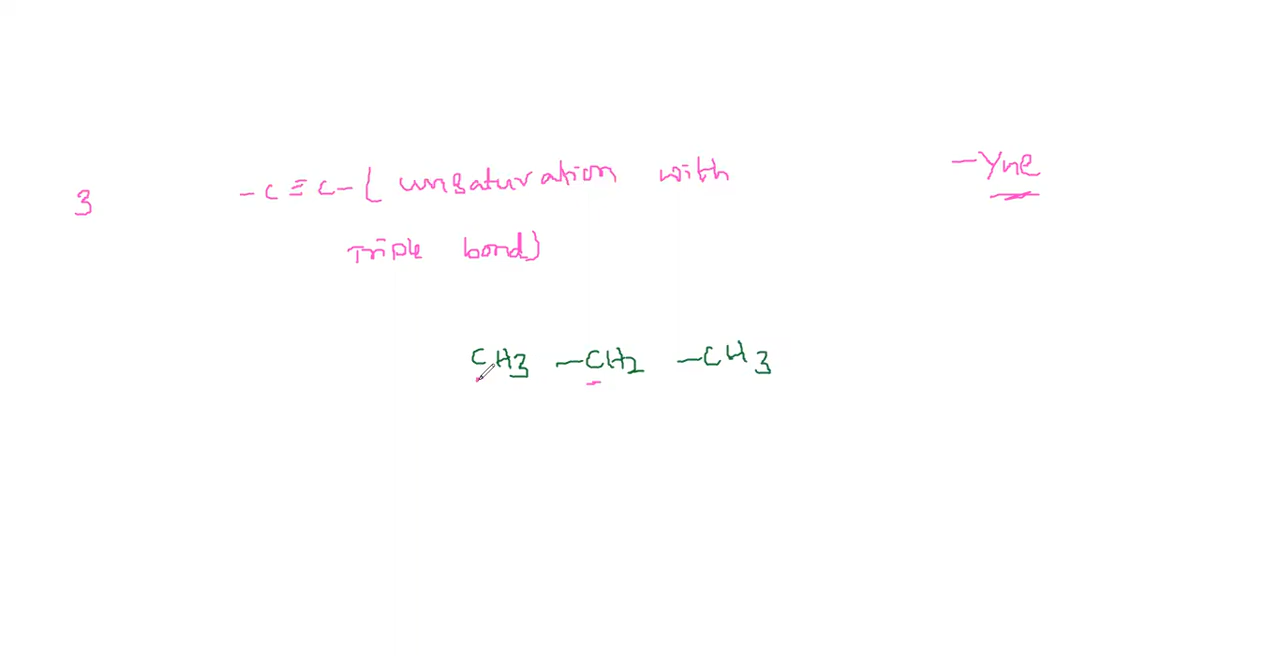 3 -C≡C-( unsaturation with -Yne
Triple bond)
CH3 -CH2 -CH3